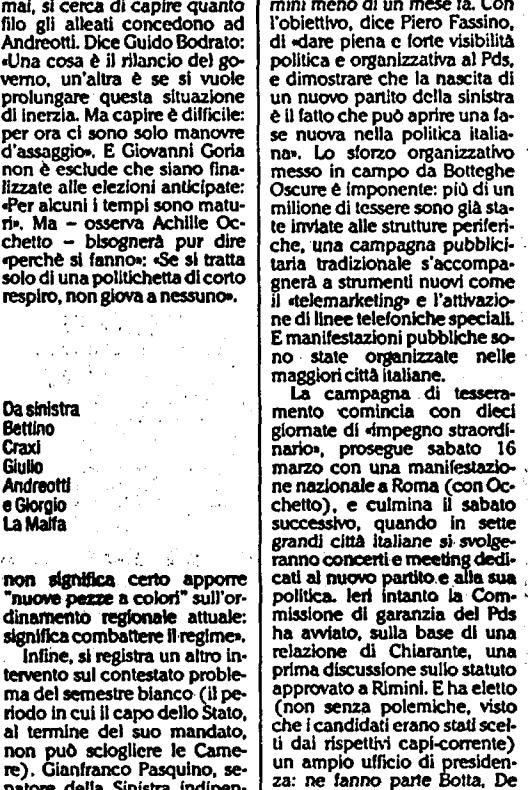 mai, si cerca di capire quanto
filo gli alleati concedono ad
Andreotti. Dice Guido Bodrato:
«Una cosa è il rilancio del go-
verno, un'altra è se si vuole
prolungare questa situazione
di inerzia. Ma capire è difficile:
per ora ci sono solo manovre
d'assaggio». E Giovanni Goria
non è esclude che siano fina-
lizzate alle elezioni anticipate:
«Per alcuni i tempi sono matu-
ri». Ma – osserva Achille Oc-
chetto – bisognerà pur dire
«perchè si fanno»: «Se si tratta
solo di una politichetta di corto
respiro, non giova a nessuno».
Da sinistra
Bettino
Craxi
Giulio
Andreotti
e Giorgio
La Malfa
non significa certo apporre
"nuove pezze a colori" sull'or-
dinamento regionale attuale:
significa combattere il regime».
Infine, si registra un altro in-
tervento sul contestato proble-
ma del semestre bianco (il pe-
riodo in cui il capo dello Stato,
al termine del suo mandato,
non può sciogliere le Came-
re). Gianfranco Pasquino, se-
natore della Sinistra indipen-
mini meno di un mese fa. Con
l'obiettivo, dice Piero Fassino,
di «dare piena e forte visibilità
politica e organizzativa al Pds,
e dimostrare che la nascita di
un nuovo partito della sinistra
è il fatto che può aprire una fa-
se nuova nella politica italia-
na». Lo sforzo organizzativo
messo in campo da Botteghe
Oscure è imponente: più di un
milione di tessere sono già sta-
te inviate alle strutture periferi-
che, una campagna pubblici-
taria tradizionale s'accompa-
gnerà a strumenti nuovi come
il «telemarketing» e l'attivazio-
ne di linee telefoniche speciali.
E manifestazioni pubbliche so-
no state organizzate nelle
maggiori città italiane.
La campagna di tessera-
mento comincia con dieci
giornate di «impegno straordi-
nario», prosegue sabato 16
marzo con una manifestazio-
ne nazionale a Roma (con Oc-
chetto), e culmina il sabato
successivo, quando in sette
grandi città italiane si svolge-
ranno concerti e meeting dedi-
cati al nuovo partito e alla sua
politica. Ieri intanto la Com-
missione di garanzia del Pds
ha avviato, sulla base di una
relazione di Chiarante, una
prima discussione sullo statuto
approvato a Rimini. E ha eletto
(non senza polemiche, visto
che i candidati erano stati scel-
ti dai rispettivi capi-corrente)
un ampio ufficio di presiden-
za: ne fanno parte Botta, De